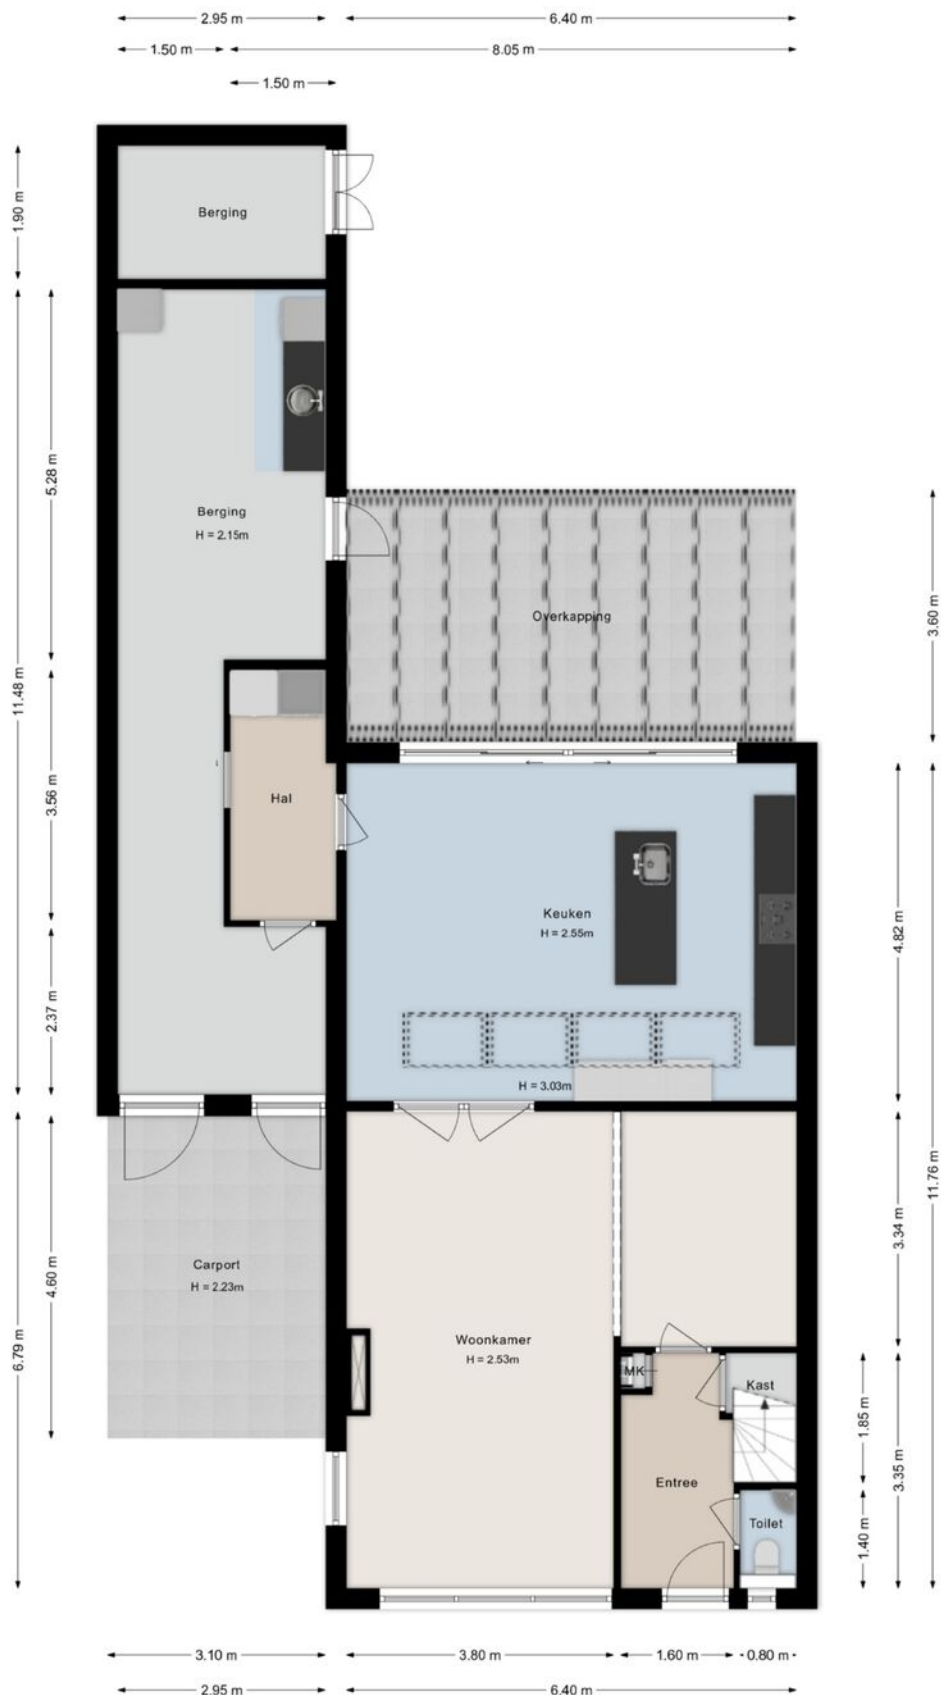 2.95 m
6.40 m
1.50 m
8.05 m
1.50 m
1.90 m
Berging
5.28 m
Berging
H = 2.15m
11.48 m
Overkapping
3.60 m
3.56 m
Hal
Keuken
H = 2.55m
4.82 m
2.37 m
H = 3.03m
11.76 m
3.34 m
Carport
H = 2.23m
4.60 m
6.79 m
Woonkamer
H = 2.53m
MK
Kast
1.85 m
3.35 m
Entree
Toilet
1.40 m
3.10 m
3.80 m
1.60 m
0.80 m
2.95 m
6.40 m